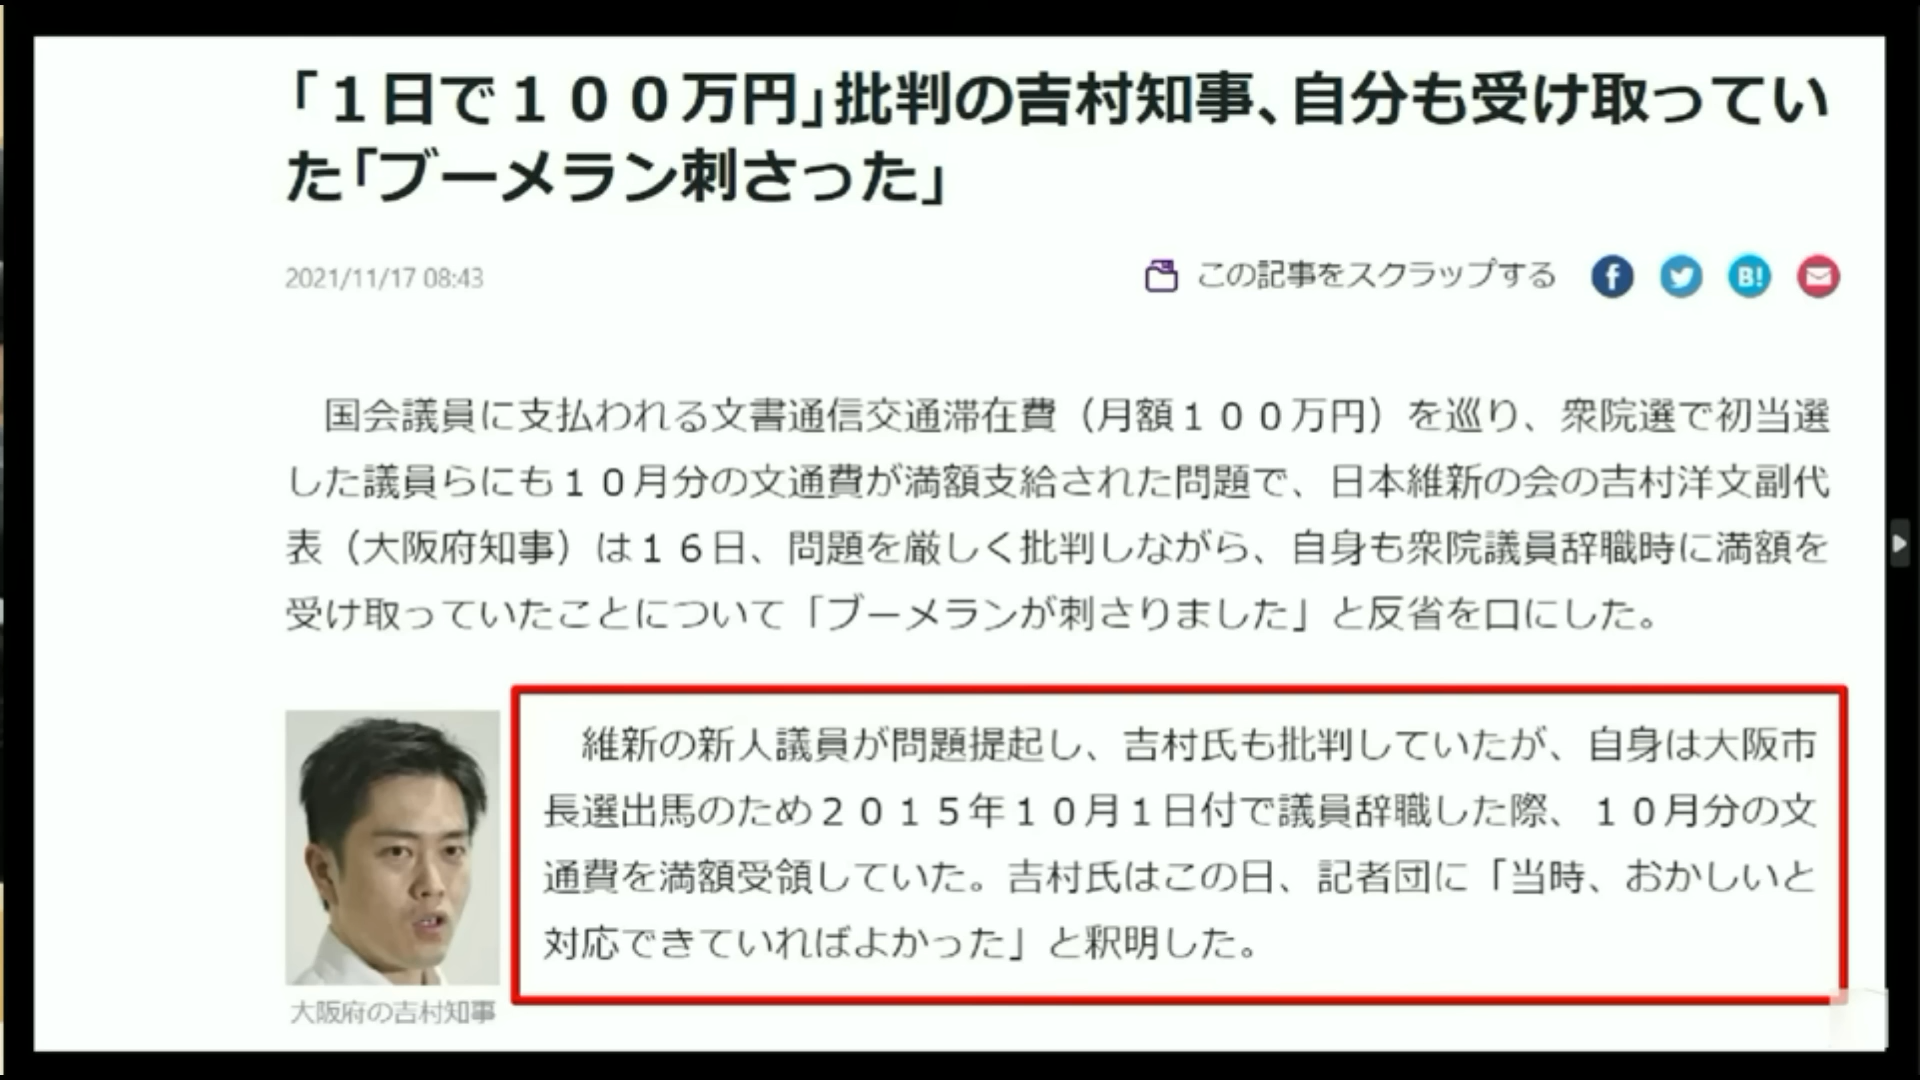 「１日で１００万円」批判の吉村知事、自分も受け取ってい
た「ブーメラン刺さった」
2021/11/17 08:43
この記事をスクラップする
f
B!
国会議員に支払われる文書通信交通滞在費（月額１００万円）を巡り、衆院選で初当選
した議員らにも１０月分の文通費が満額支給された問題で、日本維新の会の吉村洋文副代
表（大阪府知事）は１６日、問題を厳しく批判しながら、自身も衆院議員辞職時に満額を
受け取っていたことについて「ブーメランが刺さりました」と反省を口にした。
維新の新人議員が問題提起し、吉村氏も批判していたが、自身は大阪市
長選出馬のため２０１５年１０月１日付で議員辞職した際、１０月分の文
通費を満額受領していた。吉村氏はこの日、記者団に「当時、おかしいと
対応できていればよかった」と釈明した。
大阪府の吉村知事